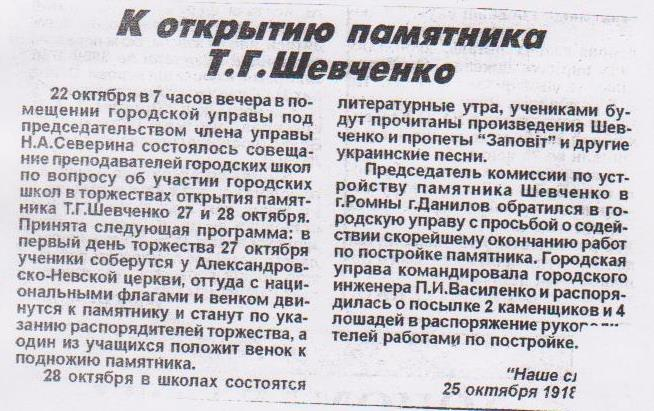 К открытию памятника
Т.Г.Шевченко
22 октября в 7 часов вечера в по-
мещении городской управы под
председательством члена управы
Н.А.Северина состоялось совеща-
ние преподавателей городских школ
по вопросу об участии городских
школ в торжествах открытия памят-
ника Т.Г.Шевченко 27 и 28 октября.
Принята следующая программа: в
первый день торжества 27 октября
ученики соберутся у Александров-
ско-Невской церкви, оттуда с наци-
ональными флагами и венком дви-
нутся к памятнику и станут по ука-
занию распорядителей торжества, а
один из учащихся положит венок к
подножию памятника.
28 октября в школах состоятся
литературные утра, учениками бу-
дут прочитаны произведения Шев-
ченко и пропеты "Заповіт" и другие
украинские песни.
Председатель комиссии по уст-
ройству памятника Шевченко в
г.Ромны г.Данилов обратился в го-
родскую управу с просьбой о содей-
ствии скорейшему окончанию работ
по постройке памятника. Городская
управа командировала городского
инженера П.И.Василенко и распоря-
дилась о посылке 2 каменщиков и 4
лошадей в распоряжение руково
телей работами по постройке.
"Наше сл
25 октября 1918